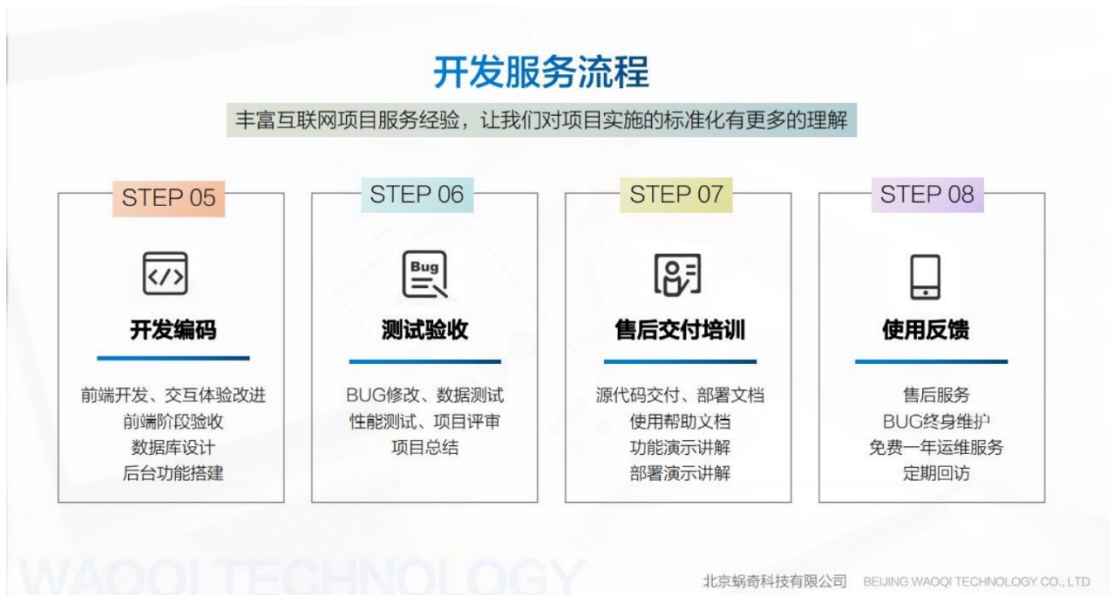 开发服务流程
丰富互联网项目服务经验，让我们对项目实施的标准化有更多的理解
STEP 05
开发编码
前端开发、交互体验改进
前端阶段验收
数据库设计
后台功能搭建
STEP 06
Bug
测试验收
BUG修改、数据测试
性能测试、项目评审
项目总结
STEP 07
售后交付培训
源代码交付、部署文档
使用帮助文档
功能演示讲解
部署演示讲解
STEP 08
使用反馈
售后服务
BUG终身维护
免费一年运维服务
定期回访
WAOQI TECHNOLOGY
北京蜗奇科技有限公司 BEIJING WAOQI TECHNOLOGY CO., LTD